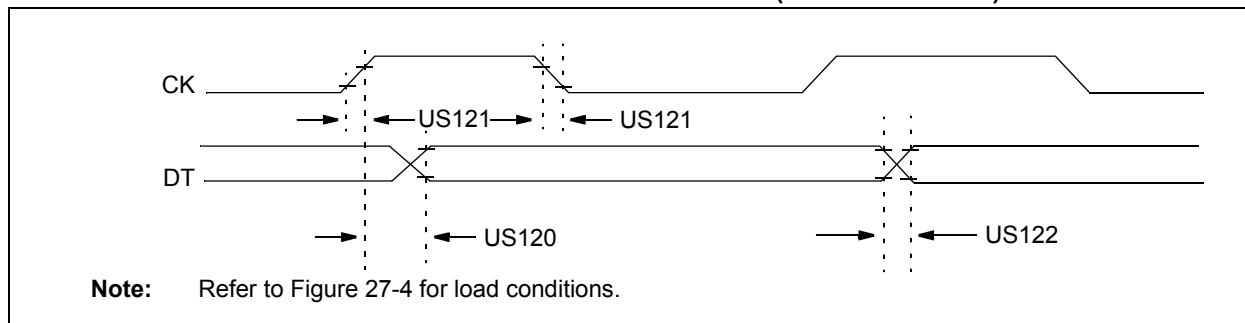 CK
US121
US121
DT
US120
US122
Note: Refer to Figure 27-4 for load conditions.